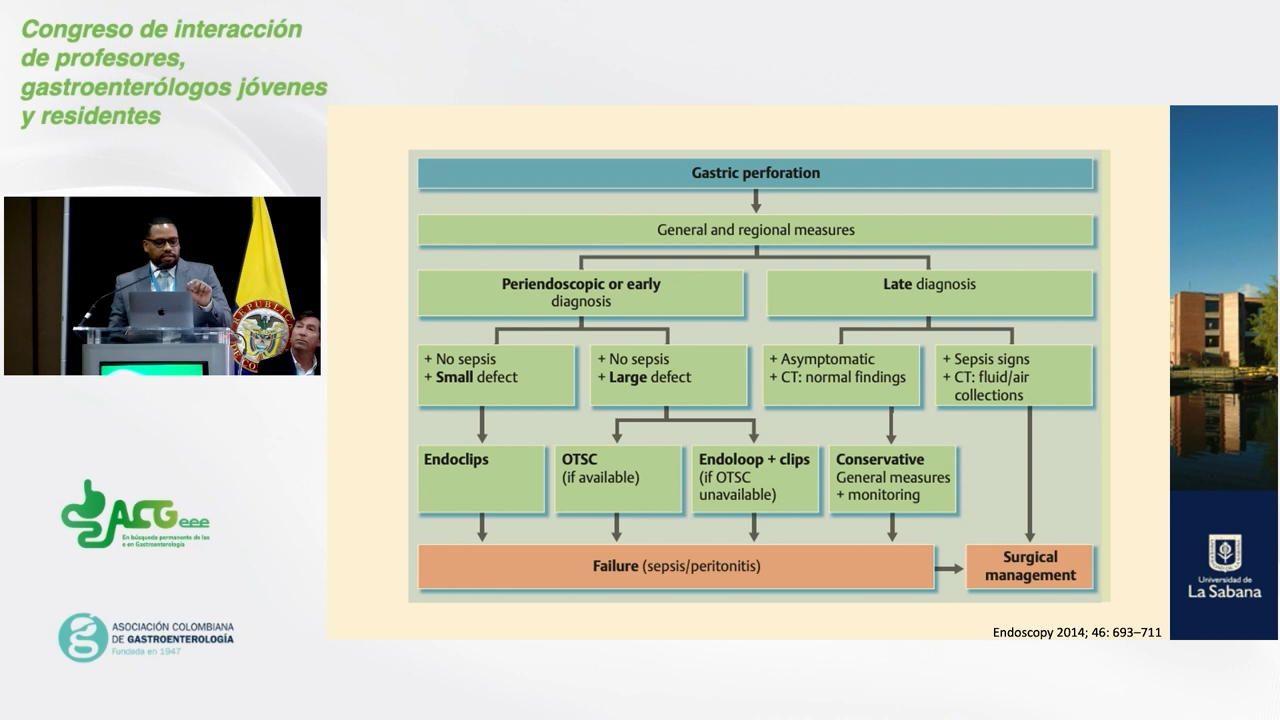 Congreso de interacción
de profesores,
gastroenterólogos jóvenes
y residentes
Gastric perforation
General and regional measures
Periendoscopic or early
diagnosis
Late diagnosis
+ No sepsis
+ Small defect
+ No sepsis
+ Large defect
+ Asymptomatic
+ CT: normal findings
+ Sepsis signs
+ CT: fluid/air
collections
Endoclips
OTSC
(if available)
Endoloop + clips
(if OTSC
unavailable)
Conservative
General measures
+ monitoring
Failure (sepsis/peritonitis)
Surgical
management
Endoscopy 2014; 46: 693–711
REPUBLICA
ACGeee
En búsqueda permanente de las
e en Gastroenterología
ASOCIACIÓN COLOMBIANA
DE GASTROENTEROLOGÍA
Fundada en 1947
Universidad de
La Sabana